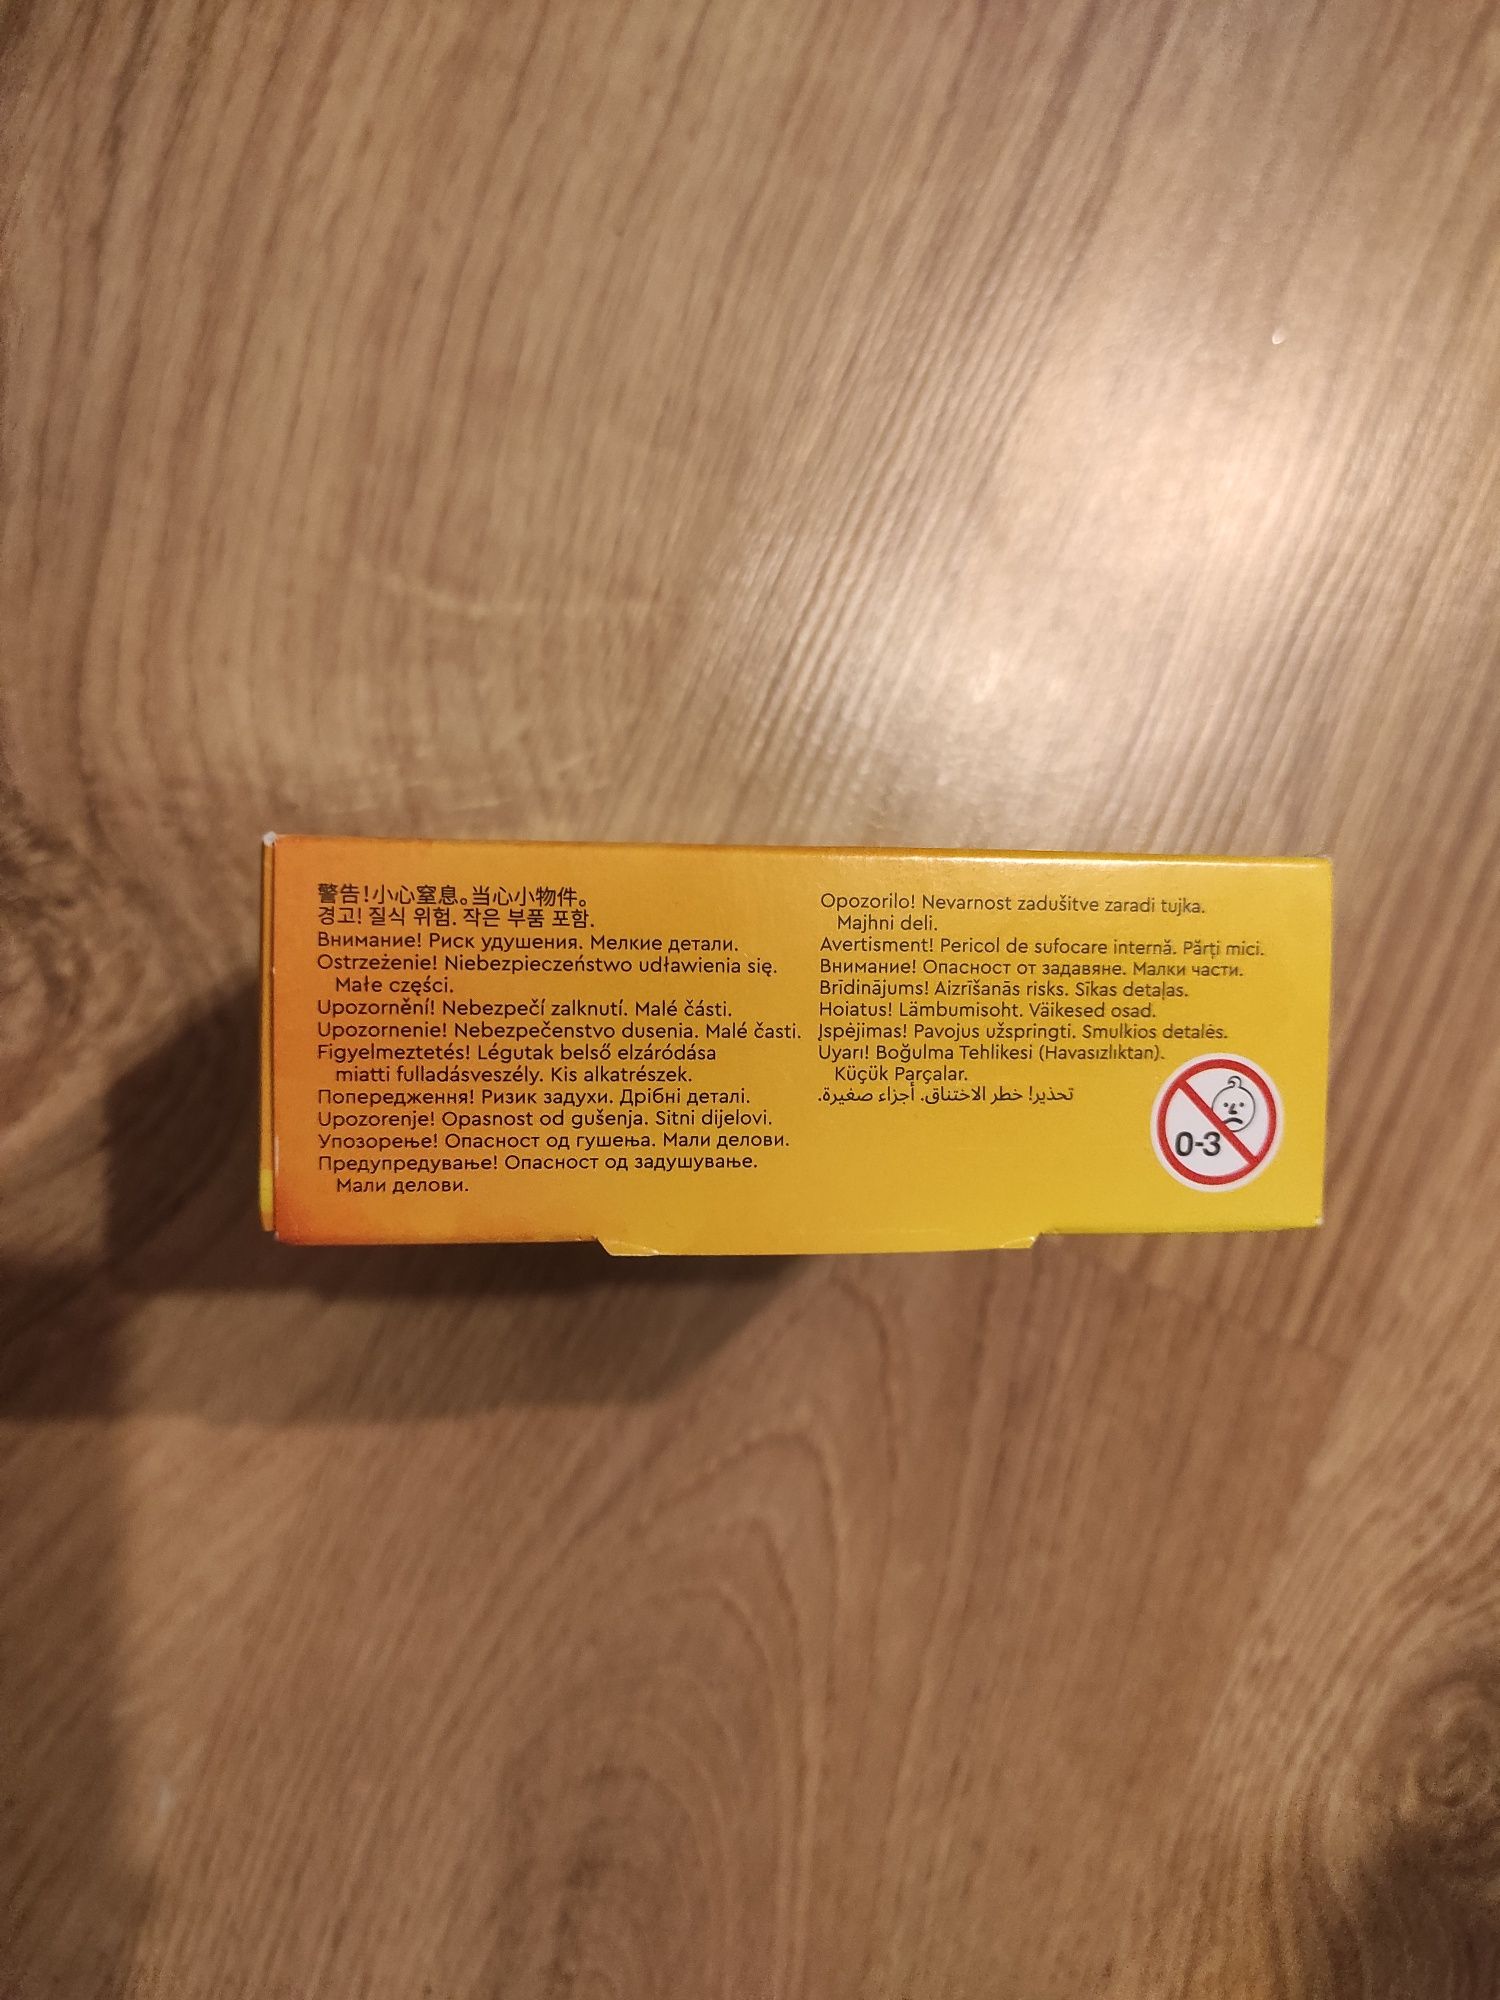 警告!小心窒息。当心小物件。
경고! 질식 위험. 작은 부품 포함.
Внимание! Риск удушения. Мелкие детали.
Ostrzeżenie! Niebezpieczeństwo udławienia się.
Małe części.
Upozornění! Nebezpečí zalknutí. Malé části.
Upozornenie! Nebezpečenstvo dusenia. Malé časti.
Figyelmeztetés! Légutak belső elzáródása
miatti fulladásveszély. Kis alkatrészek.
Попередження! Ризик задухи. Дрібні деталі.
Upozorenje! Opasnost od gušenja. Sitni dijelovi.
Упозорење! Опасност од гушења. Мали делови.
Предупредување! Опасност од задушување.
Мали делови.
Opozorilo! Nevarnost zadušitve zaradi tujka.
Majhni deli.
Avertisment! Pericol de sufocare internă. Părți mici.
Внимание! Опасност от задавяне. Малки части.
Brīdinājums! Aizrīšanās risks. Sīkas detaļas.
Hoiatus! Lämbumisoht. Väikesed osad.
Įspėjimas! Pavojus užspringti. Smulkios detalės.
Uyarı! Boğulma Tehlikesi (Havasızlıktan).
Küçük Parçalar.
تحذير! خطر الاختناق. أجزاء صغيرة.
0-3